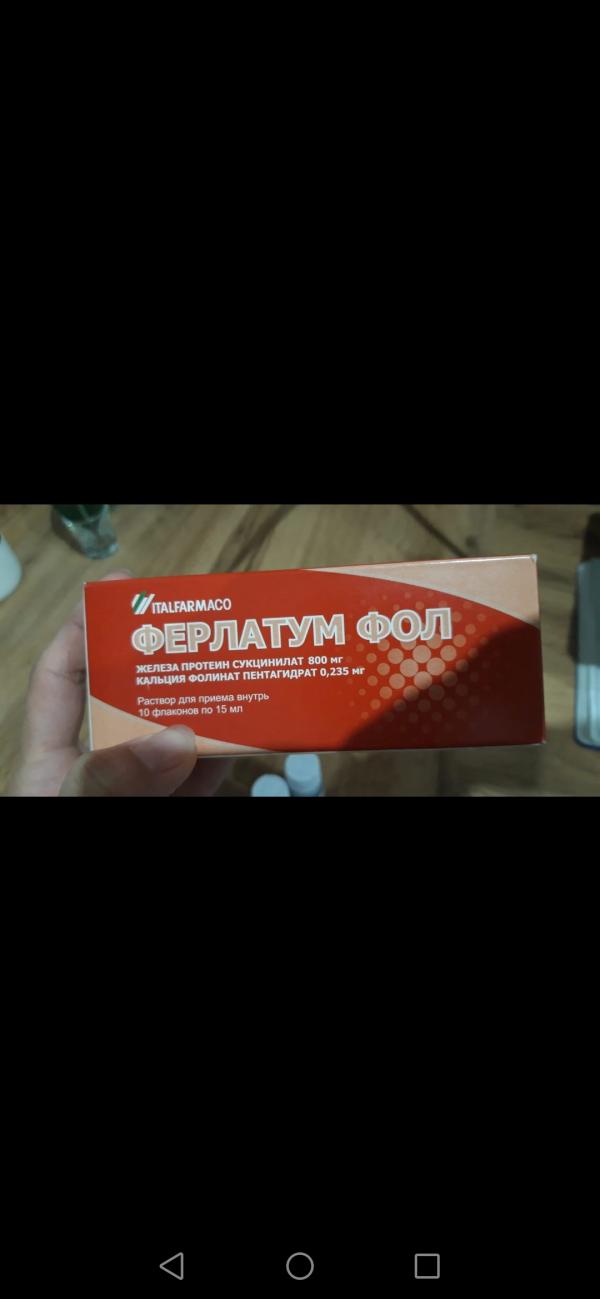 ITALFARMACO
ФЕРЛАТУМ ФОЛ
ЖЕЛЕЗА ПРОТЕИН СУКЦИНИЛАТ 800 мг
КАЛЬЦИЯ ФОЛИНАТ ПЕНТАГИДРАТ 0,235 мг
Раствор для приема внутрь
10 флаконов по 15 мл